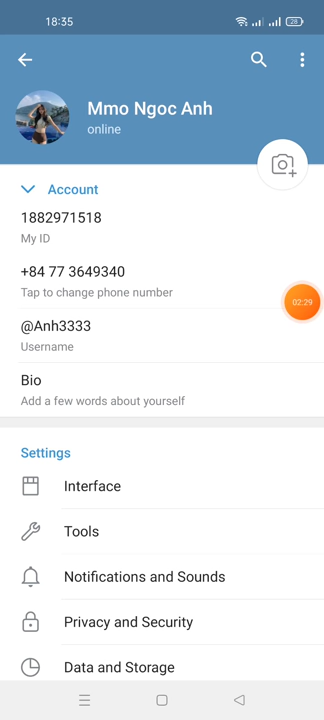 18:35
28
Mmo Ngoc Anh
online
Account
1882971518
My ID
+84 77 3649340
Tap to change phone number
02:29
@Anh3333
Username
Bio
Add a few words about yourself
Settings
Interface
Tools
Notifications and Sounds
Privacy and Security
Data and Storage